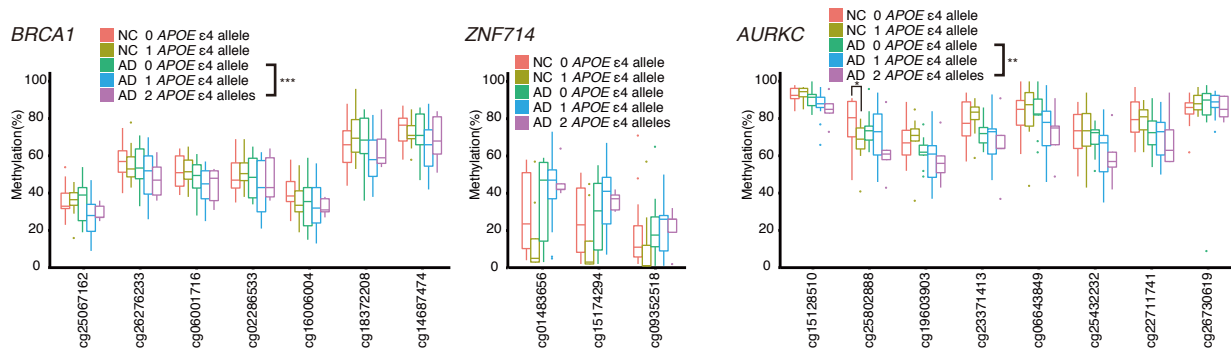 BRCA1
NC 0 APOE ε4 allele
NC 1 APOE ε4 allele
AD 0 APOE ε4 allele
AD 1 APOE ε4 allele
AD 2 APOE ε4 alleles
***
Methylation(%)
100
80
60
40
20
0
cg25067162
cg26276233
cg06001716
cg02286533
cg16006004
cg18372208
cg14687474
ZNF714
NC 0 APOE ε4 allele
NC 1 APOE ε4 allele
AD 0 APOE ε4 allele
AD 1 APOE ε4 allele
AD 2 APOE ε4 alleles
Methylation(%)
100
80
60
40
20
0
cg01483656
cg15174294
cg09352518
AURKC
NC 0 APOE ε4 allele
NC 1 APOE ε4 allele
AD 0 APOE ε4 allele
AD 1 APOE ε4 allele
AD 2 APOE ε4 alleles
**
*
Methylation(%)
100
80
60
40
20
0
cg15128510
cg25802888
cg19603903
cg23371413
cg06643849
cg25432232
cg22711741
cg26730619